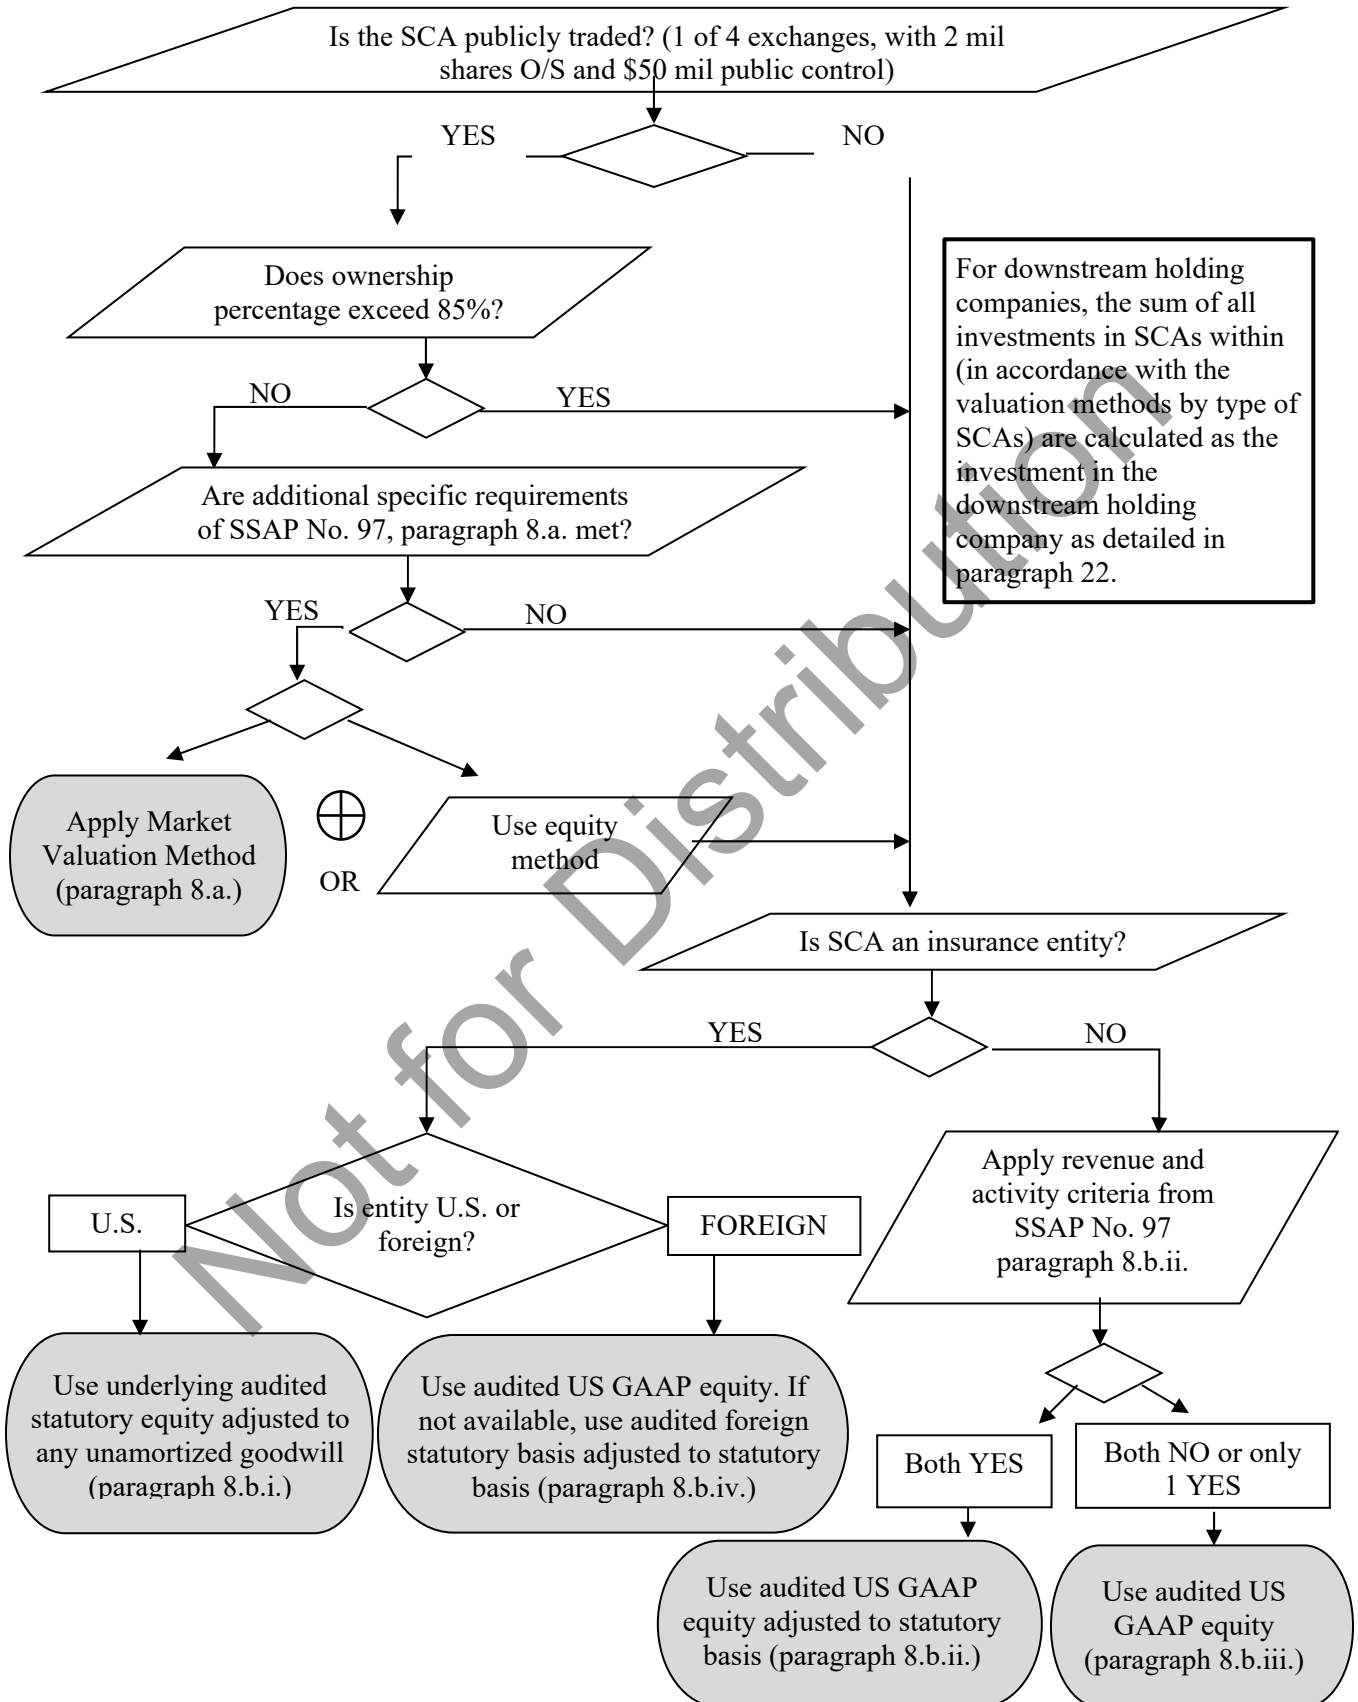 Is the SCA publicly traded? (1 of 4 exchanges, with 2 mil
shares O/S and $50 mil public control)
YES
NO
Does ownership
percentage exceed 85%?
For downstream holding
companies, the sum of all
investments in SCAs within
(in accordance with the
valuation methods by type of
SCAs) are calculated as the
investment in the
downstream holding
company as detailed in
paragraph 22.
NO
YES
Are additional specific requirements
of SSAP No. 97, paragraph 8.a. met?
YES
NO
Apply Market
Valuation Method
(paragraph 8.a.)
OR
Use equity
method
Is SCA an insurance entity?
YES
NO
Is entity U.S. or
foreign?
U.S.
FOREIGN
Apply revenue and
activity criteria from
SSAP No. 97
paragraph 8.b.ii.
Use underlying audited
statutory equity adjusted to
any unamortized goodwill
(paragraph 8.b.i.)
Use audited US GAAP equity. If
not available, use audited foreign
statutory basis adjusted to statutory
basis (paragraph 8.b.iv.)
Both YES
Both NO or only
1 YES
Use audited US GAAP
equity adjusted to statutory
basis (paragraph 8.b.ii.)
Use audited US
GAAP equity
(paragraph 8.b.iii.)
Not for Distribution